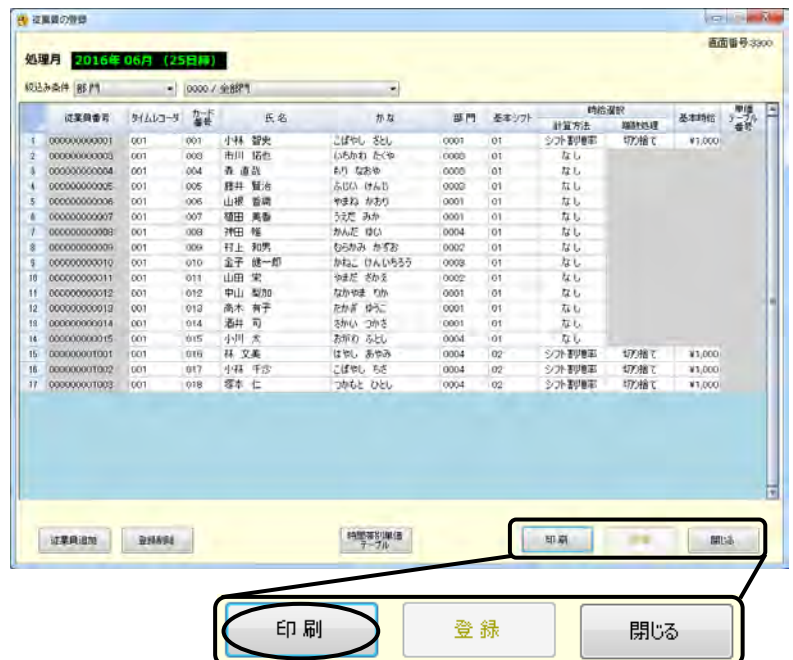 従業員の登録
画面番号:3300
処理月 2016年 06月 (25日締)
絞込み条件 部門 0000 / 全部門
従業員番号 タイムレコーダ カード番号 氏名 かな 部門 基本シフト 時給選択 計算方法 端数処理 基本時給 単価テーブル番号
1 000000000001 001 001 小林 智史 こばやし さとし 0001 01 シフト割増率 切り捨て ¥1,000
2 000000000003 001 003 市川 拓也 いちかわ たくや 0003 01 なし
3 000000000004 001 004 森 直哉 もり なおや 0003 01 なし
4 000000000005 001 005 藤井 賢治 ふじい けんじ 0003 01 なし
5 000000000006 001 006 山根 香織 やまね かおり 0001 01 なし
6 000000000007 001 007 植田 美香 うえだ みか 0001 01 なし
7 000000000008 001 008 神田 唯 かんだ ゆい 0004 01 なし
8 000000000009 001 009 村上 和男 むらかみ かずお 0002 01 なし
9 000000000010 001 010 金子 健一郎 かねこ けんいちろう 0003 01 なし
10 000000000011 001 011 山田 栄 やまだ さかえ 0002 01 なし
11 000000000012 001 012 中山 梨加 なかやま りか 0001 01 なし
12 000000000013 001 013 高木 有子 たかぎ ゆうこ 0001 01 なし
13 000000000014 001 014 酒井 司 さかい つかさ 0001 01 なし
14 000000000015 001 015 小川 太 おがわ ふとし 0004 01 なし
15 000000001001 001 016 林 文美 はやし あやみ 0004 02 シフト割増率 切り捨て ¥1,000
16 000000001002 001 017 小林 千沙 こばやし ちさ 0004 02 シフト割増率 切り捨て ¥1,000
17 000000001003 001 018 塚本 仁 つかもと ひとし 0004 02 シフト割増率 切り捨て ¥1,000
従業員追加 登録削除 時間帯別単価テーブル 印刷 登録 閉じる
印刷 登録 閉じる